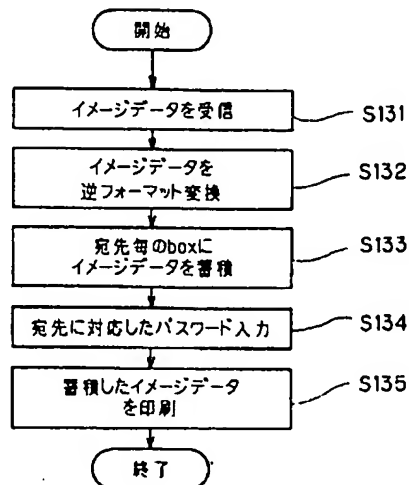 開始
イメージデータを受信
S131
イメージデータを
逆フォーマット変換
S132
宛先毎のboxに
イメージデータを蓄積
S133
宛先に対応したパスワード入力
S134
蓄積したイメージデータ
を印刷
S135
終了